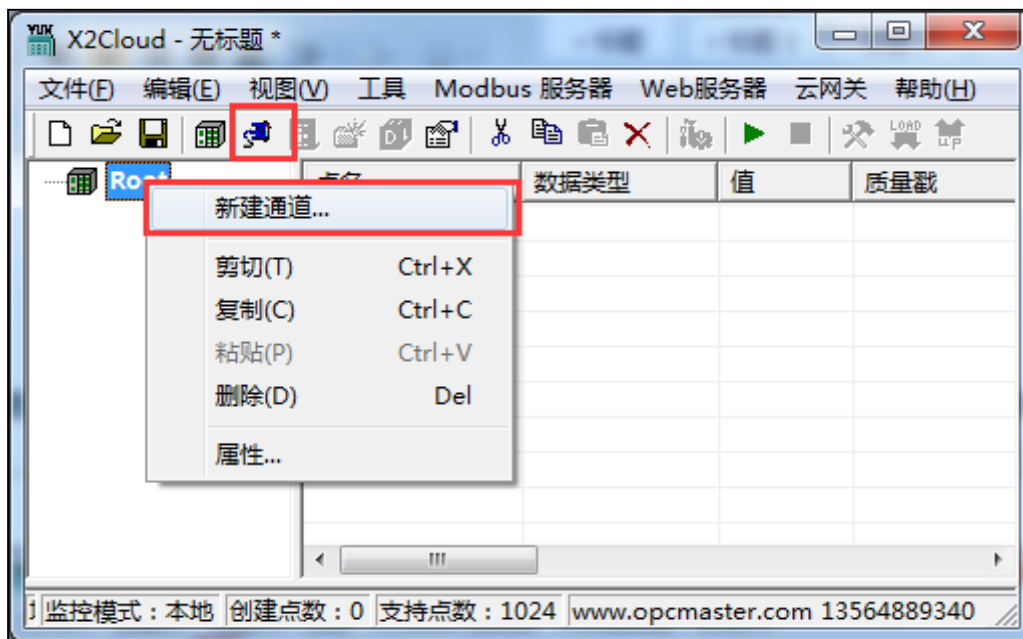 X2Cloud - 无标题 *
文件(F) 编辑(E) 视图(V) 工具 Modbus 服务器 Web服务器 云网关 帮助(H)
LOAD UP
Root 数据类型 值 质量戳
新建通道...
剪切(T) Ctrl+X
复制(C) Ctrl+C
粘贴(P) Ctrl+V
删除(D) Del
属性...
监控模式：本地 创建点数：0 支持点数：1024 www.opcmaster.com 13564889340